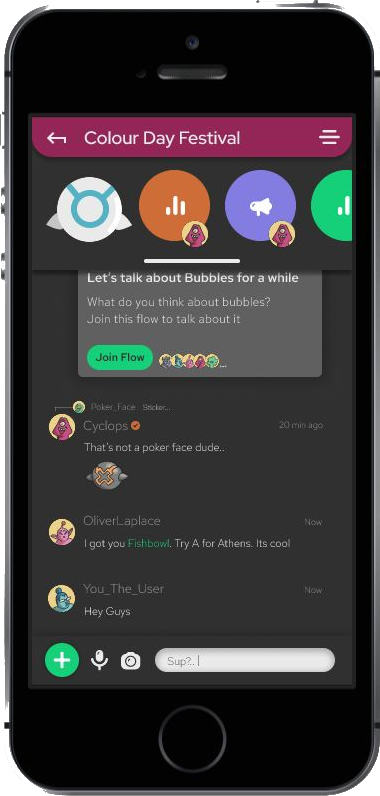 Colour Day Festival
Let's talk about Bubbles for a while
What do you think about bubbles?
Join this flow to talk about it
Join Flow
...
Poker_Face: Sticker...
Cyclops
20 min ago
That's not a poker face dude..
OliverLaplace
Now
I got you Fishbowl. Try A for Athens. Its cool
You_The_User
Now
Hey Guys
Sup?..|